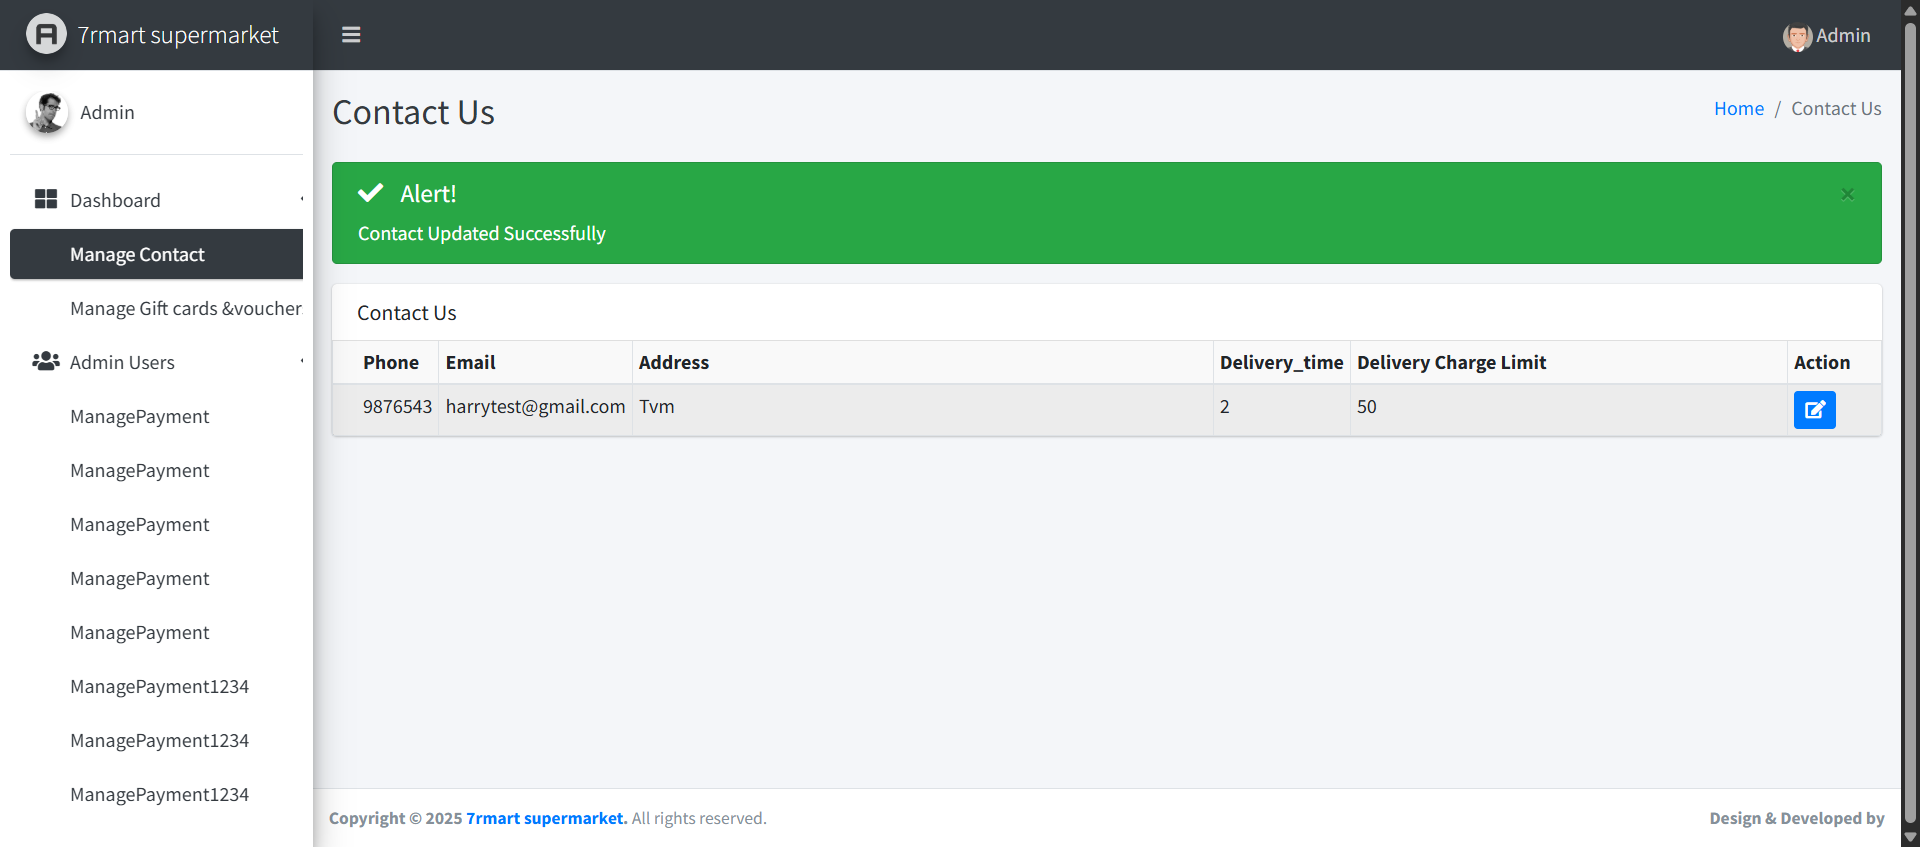 7rmart supermarket
Admin
Admin
Dashboard
Manage Contact
Manage Gift cards &voucher
Admin Users
ManagePayment
ManagePayment
ManagePayment
ManagePayment
ManagePayment
ManagePayment1234
ManagePayment1234
ManagePayment1234
Contact Us
Home / Contact Us
Alert!
×
Contact Updated Successfully
Contact Us
Phone Email Address Delivery_time Delivery Charge Limit Action
9876543 harrytest@gmail.com Tvm 2 50
Copyright © 2025 7rmart supermarket. All rights reserved.
Design & Developed by